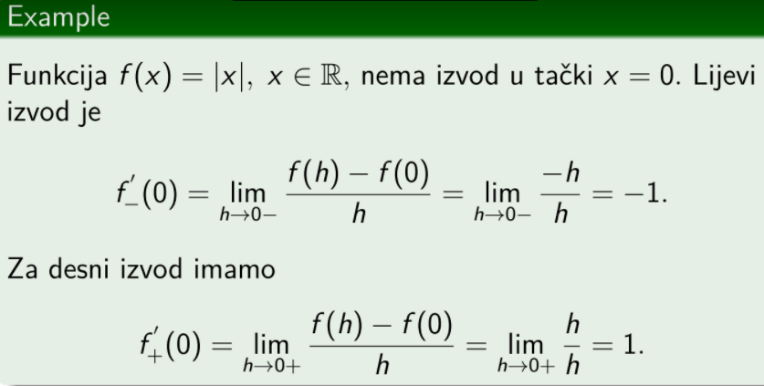 Example
Funkcija f(x) = |x|, x ∈ ℝ, nema izvod u tački x = 0. Lijevi
izvod je
f′₋(0) = lim_{h→0−} (f(h) − f(0))/h = lim_{h→0−} (−h)/h = −1.
Za desni izvod imamo
f′₊(0) = lim_{h→0+} (f(h) − f(0))/h = lim_{h→0+} h/h = 1.